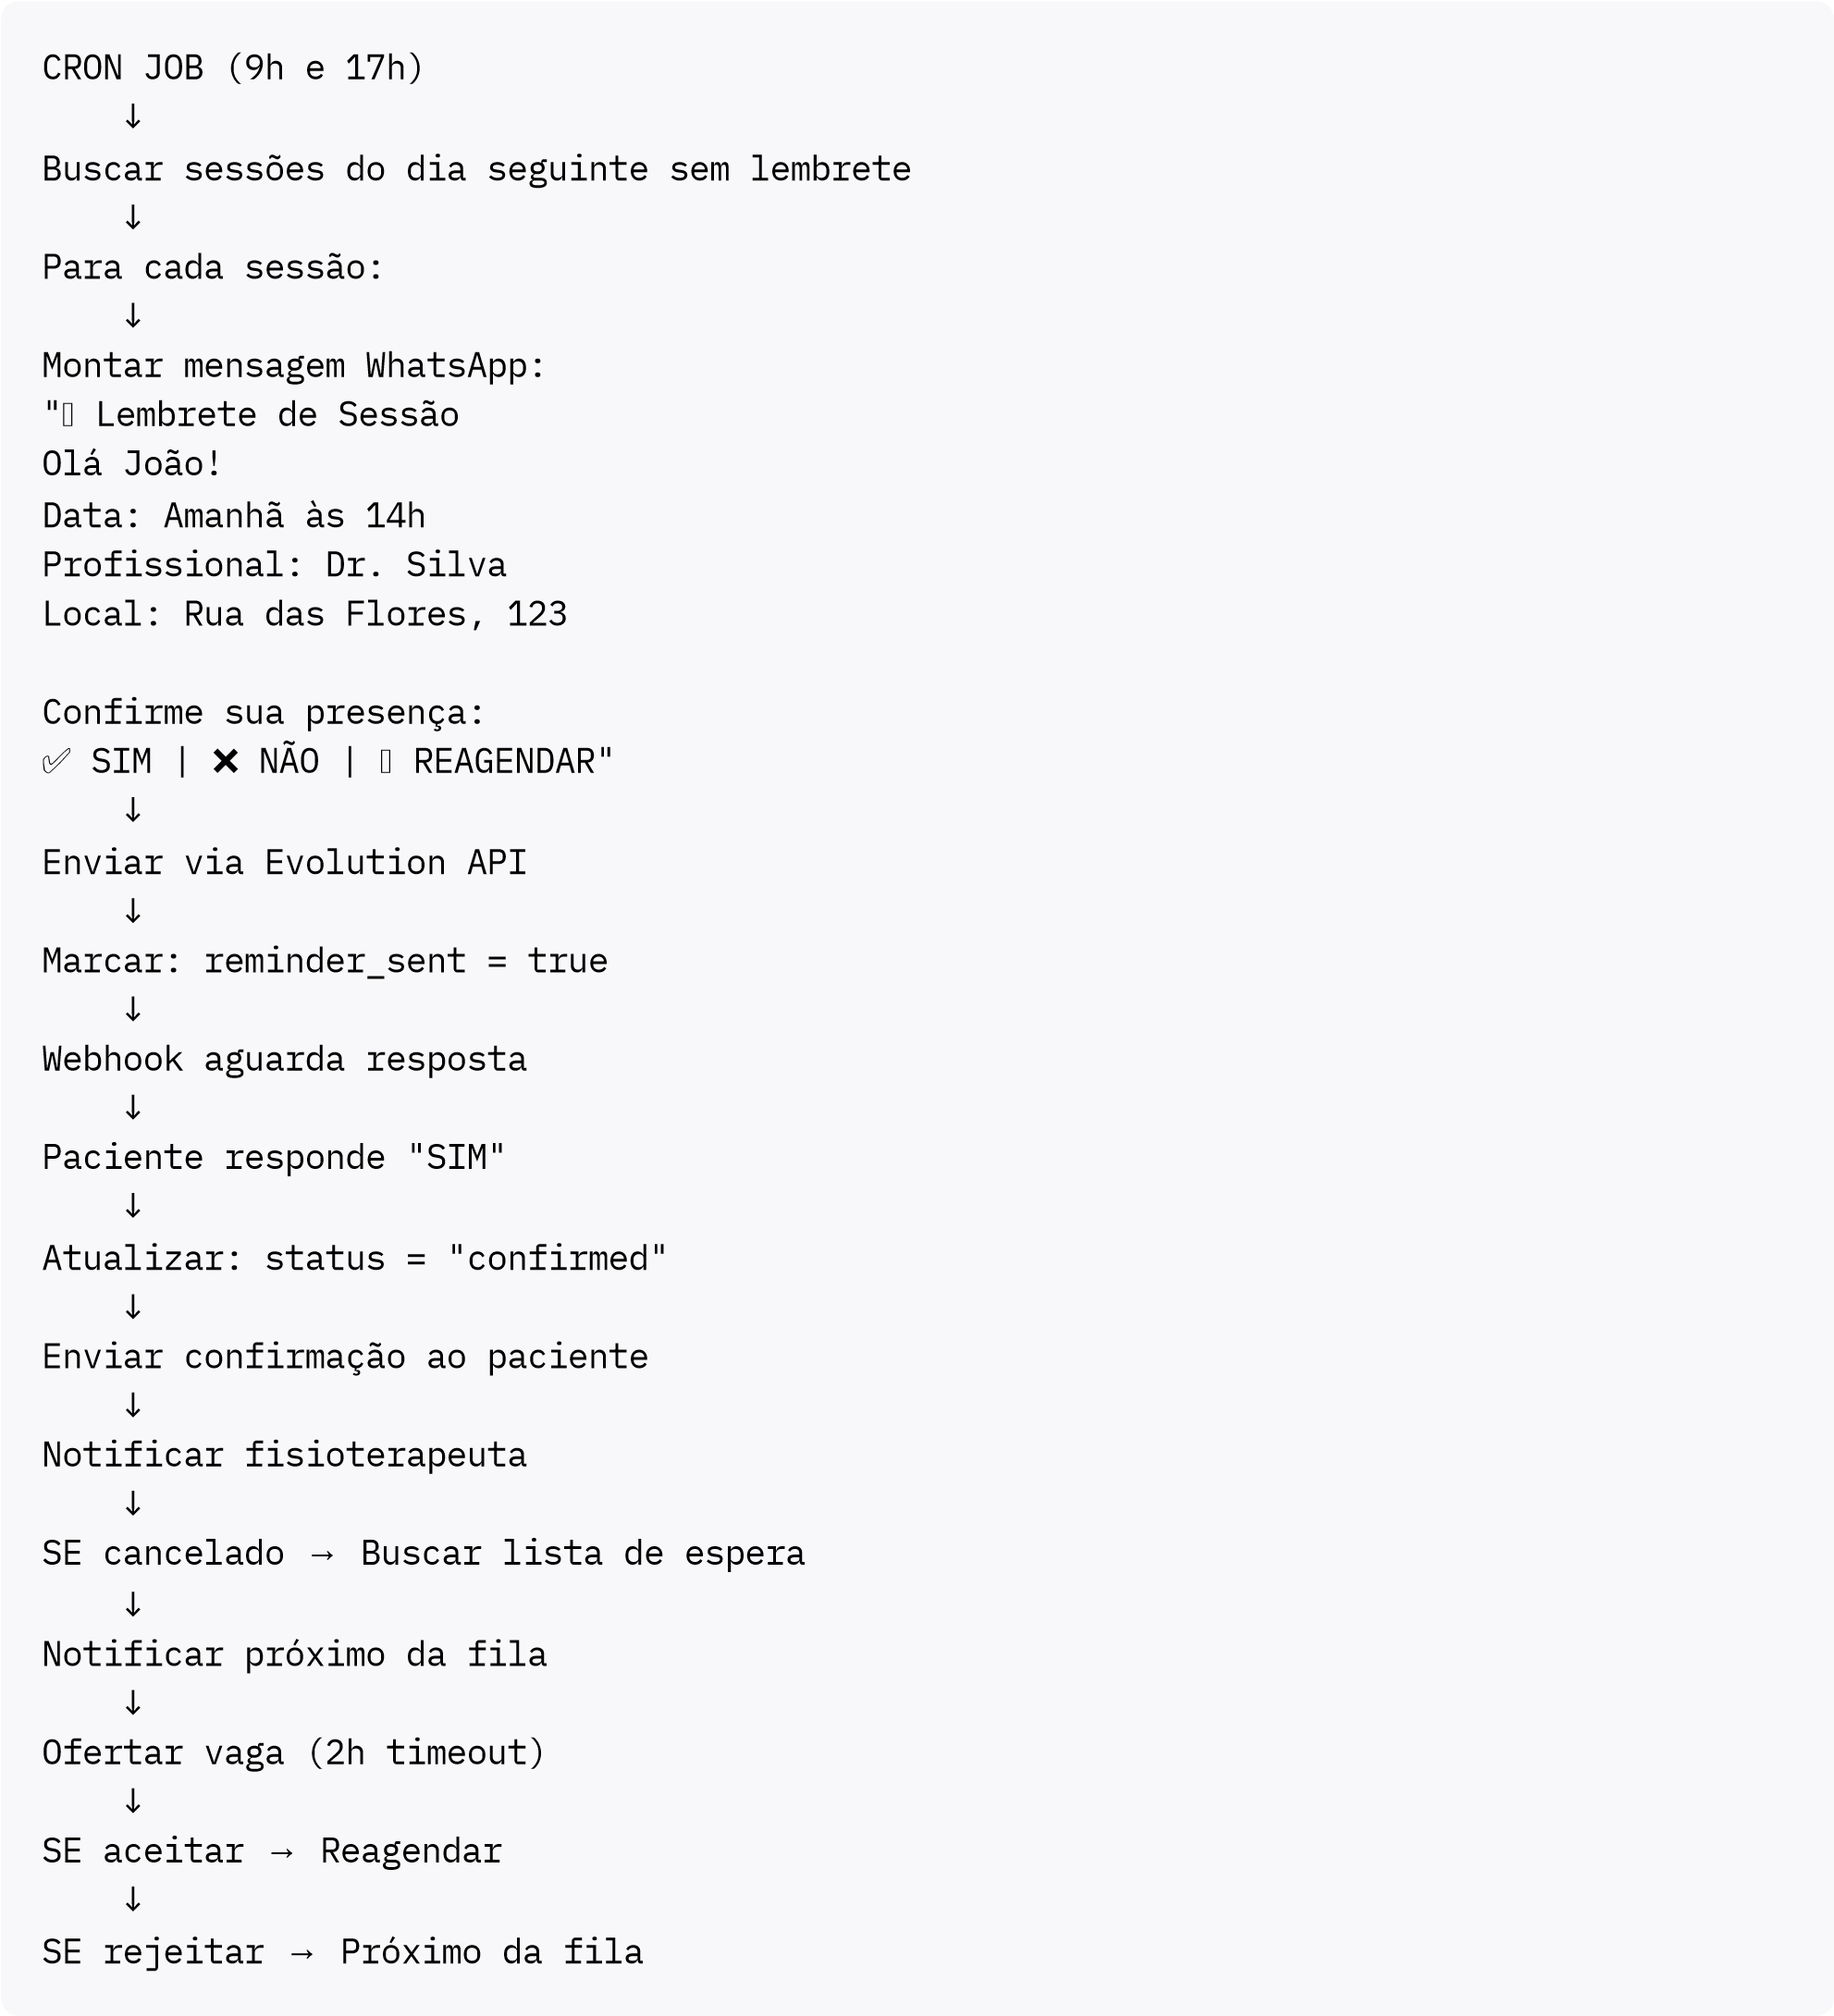 CRON JOB (9h e 17h)
↓
Buscar sessões do dia seguinte sem lembrete
↓
Para cada sessão:
↓
Montar mensagem WhatsApp:
"▯ Lembrete de Sessão
Olá João!
Data: Amanhã às 14h
Profissional: Dr. Silva
Local: Rua das Flores, 123
Confirme sua presença:
✅ SIM | ❌ NÃO | ▯ REAGENDAR"
↓
Enviar via Evolution API
↓
Marcar: reminder_sent = true
↓
Webhook aguarda resposta
↓
Paciente responde "SIM"
↓
Atualizar: status = "confirmed"
↓
Enviar confirmação ao paciente
↓
Notificar fisioterapeuta
↓
SE cancelado → Buscar lista de espera
↓
Notificar próximo da fila
↓
Ofertar vaga (2h timeout)
↓
SE aceitar → Reagendar
↓
SE rejeitar → Próximo da fila